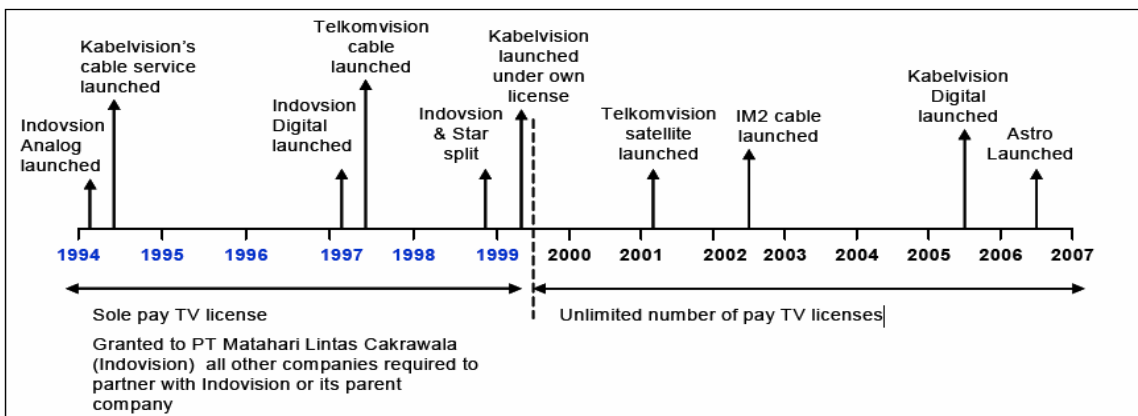 Indovsion
Analog
launched
Kabelvision's
cable service
launched
Indovsion
Digital
launched
Telkomvision
cable
launched
Indovsion
& Star
split
Kabelvision
launched
under own
license
Telkomvision
satellite
launched
IM2 cable
launched
Kabelvision
Digital
launched
Astro
Launched
1994 1995 1996 1997 1998 1999 2000 2001 2002 2003 2004 2005 2006 2007
Sole pay TV license
Granted to PT Matahari Lintas Cakrawala
(Indovision) all other companies required to
partner with Indovision or its parent
company
Unlimited number of pay TV licenses